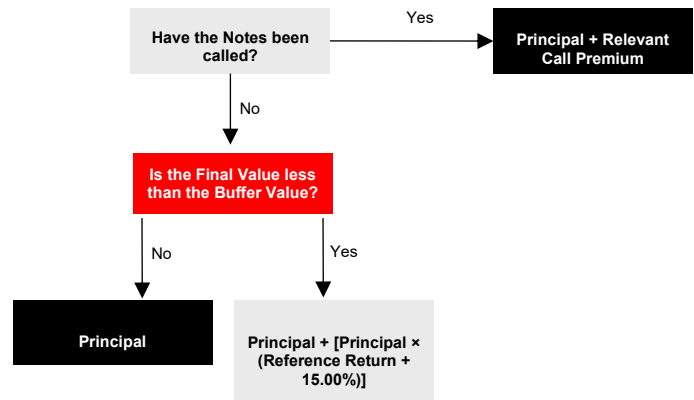 Have the Notes been
called?
Yes
Principal + Relevant
Call Premium
No
Is the Final Value less
than the Buffer Value?
No
Yes
Principal
Principal + [Principal ×
(Reference Return +
15.00%)]